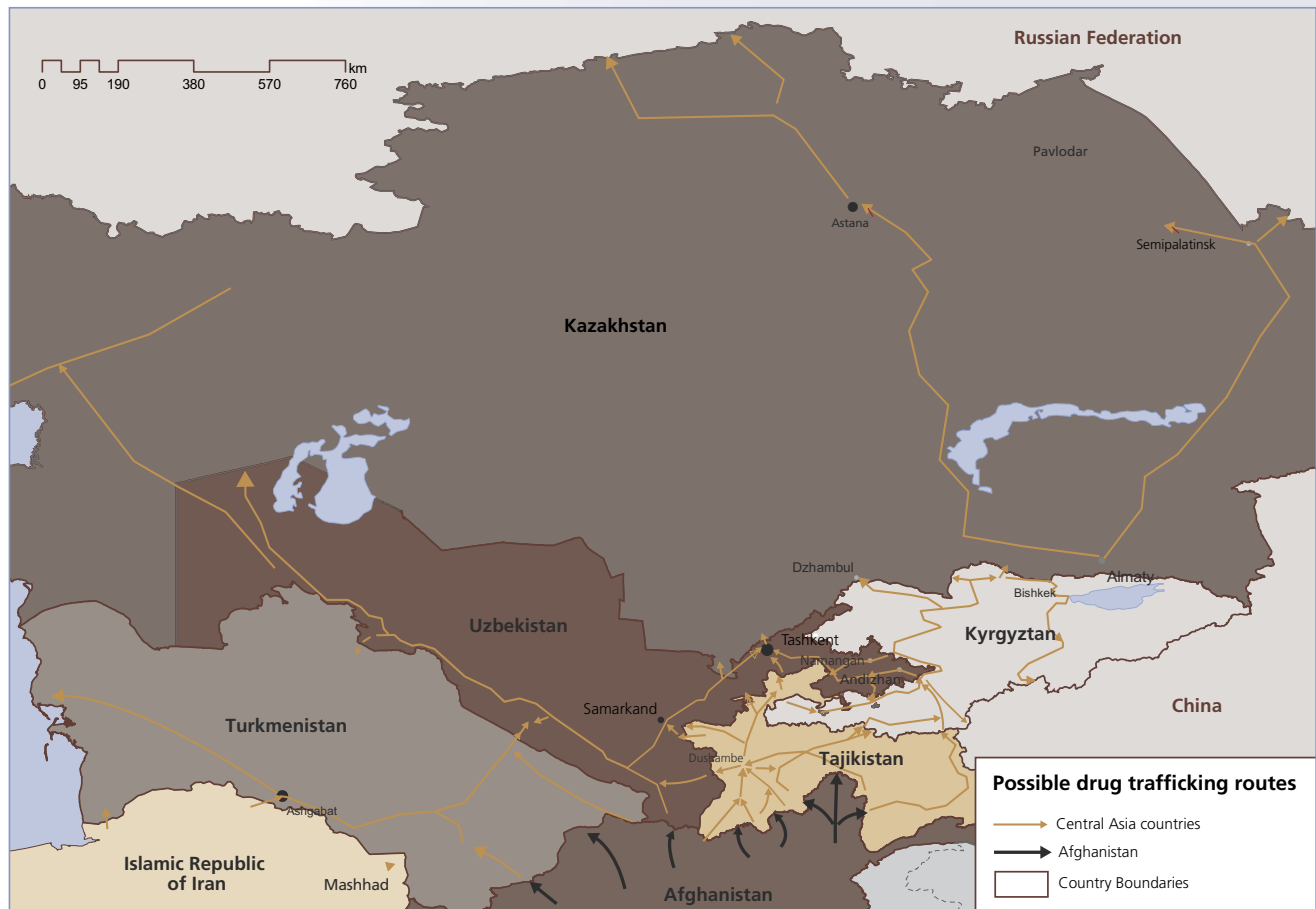 Russian Federation
km
0 95 190 380 570 760
Pavlodar
Astana
Semipalatinsk
Kazakhstan
Dzhambul
Almaty
Bishkek
Uzbekistan
Tashkent
Kyrgyztan
Namangan
Andizhan
Samarkand
China
Turkmenistan
Dushambe
Tajikistan
Ashgabat
Islamic Republic
of Iran
Mashhad
Afghanistan
Possible drug trafficking routes
Central Asia countries
Afghanistan
Country Boundaries